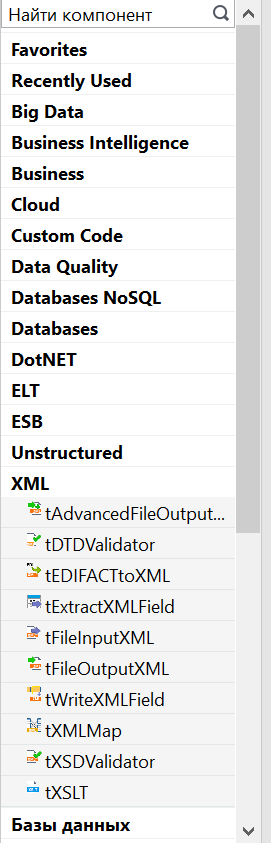 Найти компонент
Favorites
Recently Used
Big Data
Business Intelligence
Business
Cloud
Custom Code
Data Quality
Databases NoSQL
Databases
DotNET
ELT
ESB
Unstructured
XML
tAdvancedFileOutput...
tDTDValidator
tEDIFACTtoXML
tExtractXMLField
tFileInputXML
tFileOutputXML
tWriteXMLField
tXMLMap
tXSDValidator
tXSLT
Базы данных